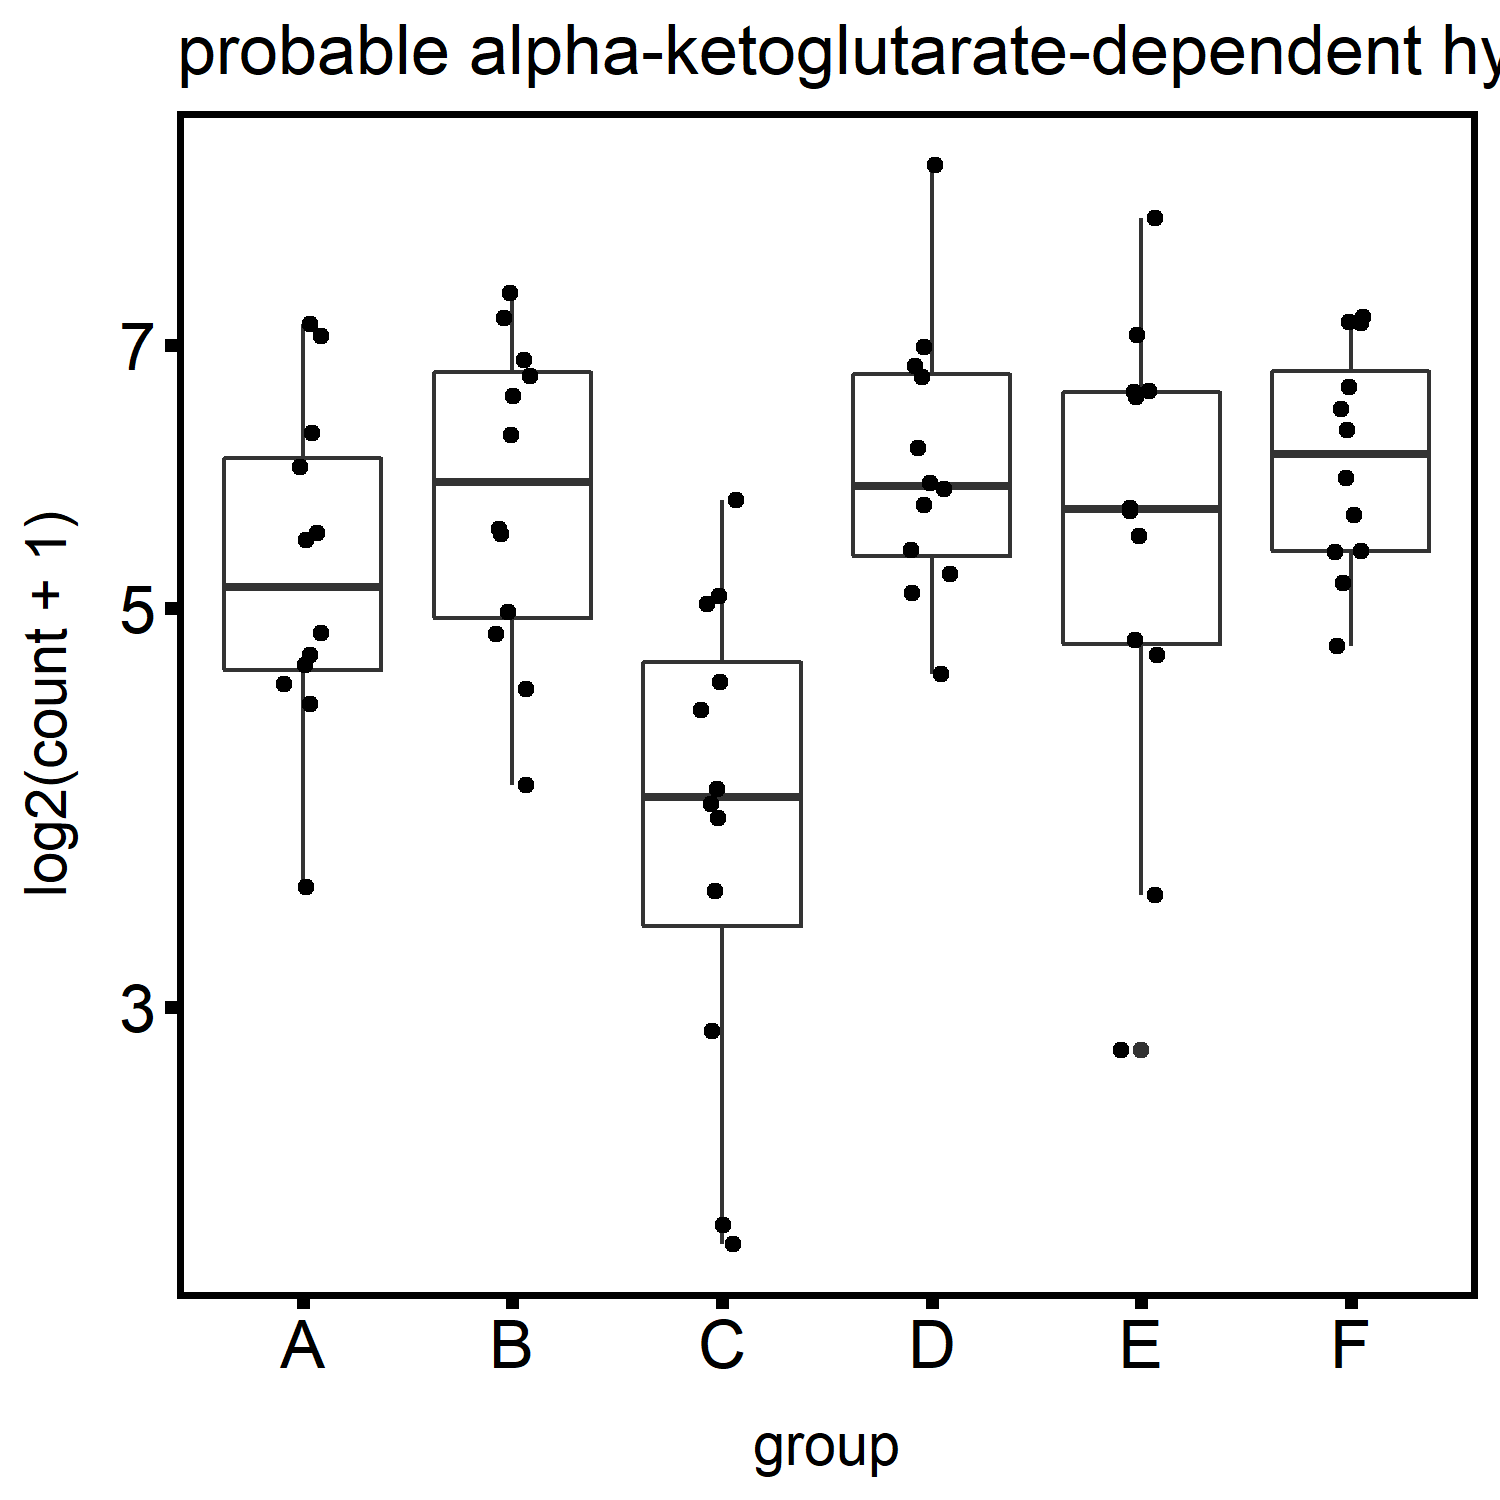 probable alpha-ketoglutarate-dependent hy
log2(count + 1)
7
5
3
A B C D E F
group